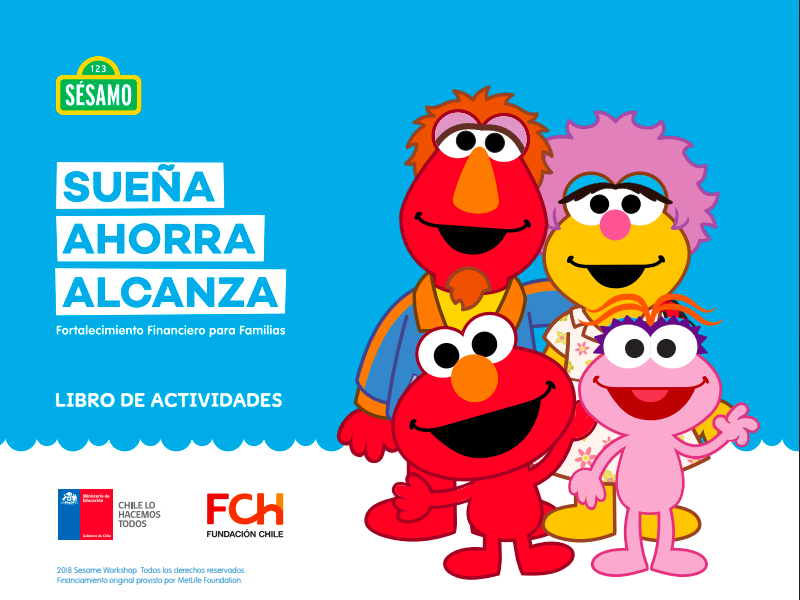 123
SÉSAMO
SUEÑA
AHORRA
ALCANZA
Fortalecimiento Financiero para Familias
LIBRO DE ACTIVIDADES
Ministerio de
Educación
Gobierno de Chile
CHILE LO
HACEMOS
TODOS
FCh
FUNDACIÓN CHILE
2018 Sesame Workshop. Todos los derechos reservados.
Financiamiento original provisto por MetLife Foundation.